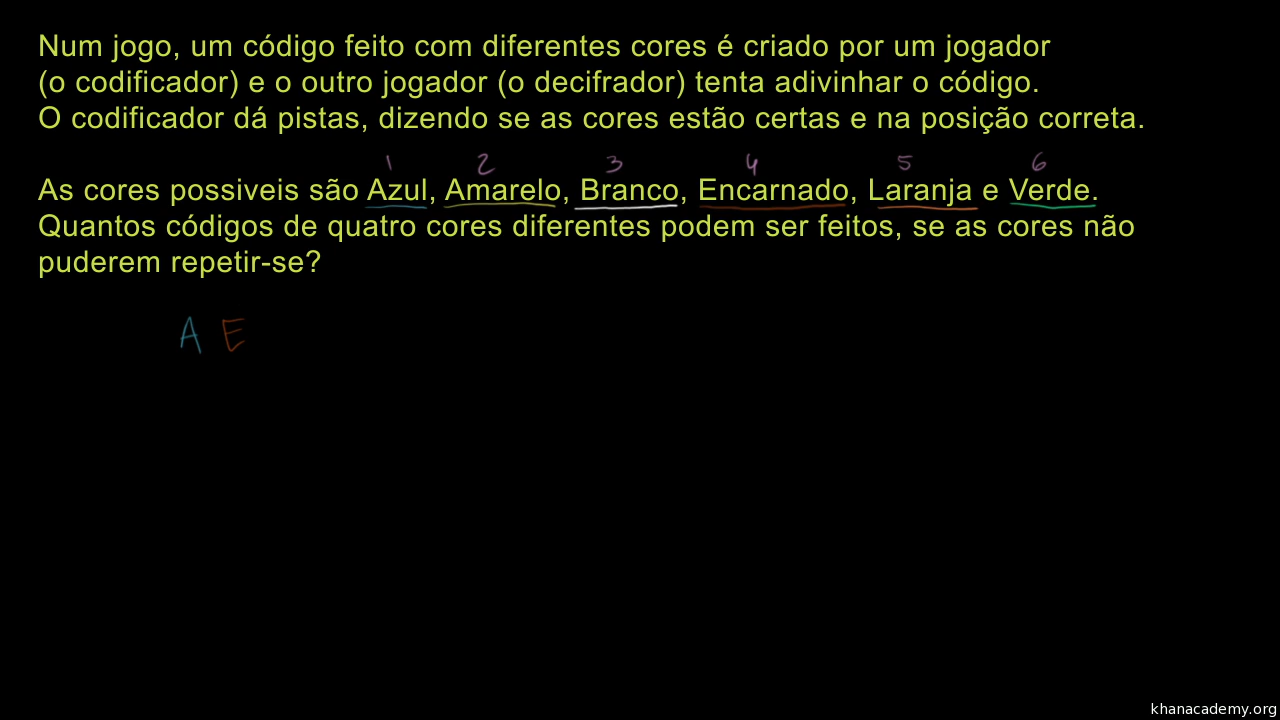 Num jogo, um código feito com diferentes cores é criado por um jogador
(o codificador) e o outro jogador (o decifrador) tenta adivinhar o código.
O codificador dá pistas, dizendo se as cores estão certas e na posição correta.
1 2 3 4 5 6
As cores possiveis são Azul, Amarelo, Branco, Encarnado, Laranja e Verde.
Quantos códigos de quatro cores diferentes podem ser feitos, se as cores não
puderem repetir-se?
A E
khanacademy.org